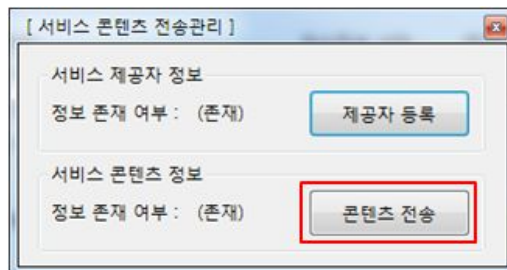 [ 서비스 콘텐츠 전송관리 ]
서비스 제공자 정보
정보 존재 여부 : (존재)
제공자 등록
서비스 콘텐츠 정보
정보 존재 여부 : (존재)
콘텐츠 전송